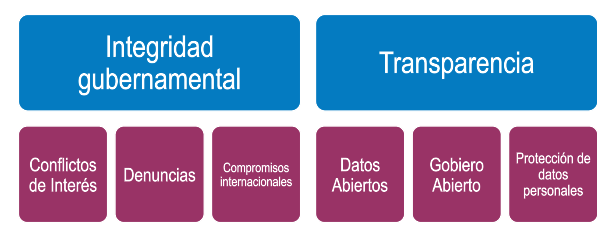 Integridad
gubernamental
Transparencia
Conflictos
de Interés
Denuncias
Compromisos
internacionales
Datos
Abiertos
Gobiero
Abierto
Protección de
datos
personales